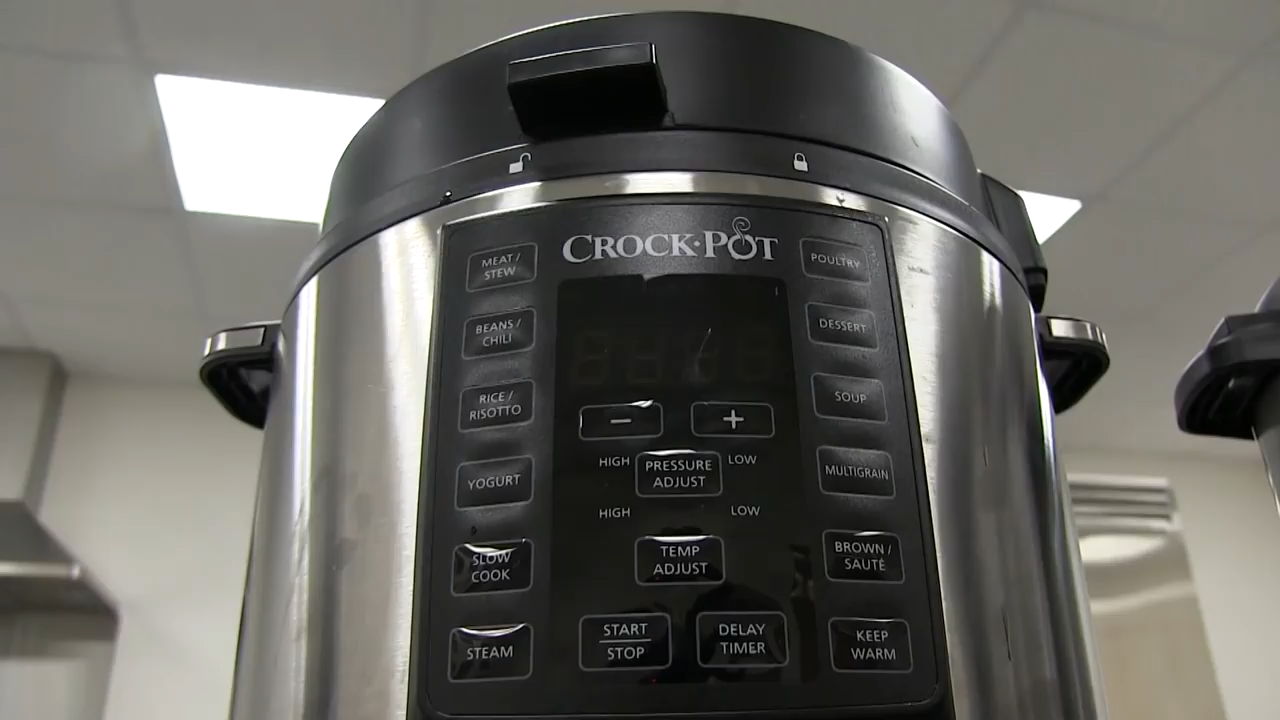 CROCK·POT
MEAT /
STEW
BEANS /
CHILI
RICE /
RISOTTO
YOGURT
SLOW
COOK
STEAM
HIGH
PRESSURE
ADJUST
LOW
HIGH
LOW
TEMP
ADJUST
START
STOP
DELAY
TIMER
POULTRY
DESSERT
SOUP
MULTIGRAIN
BROWN /
SAUTÉ
KEEP
WARM